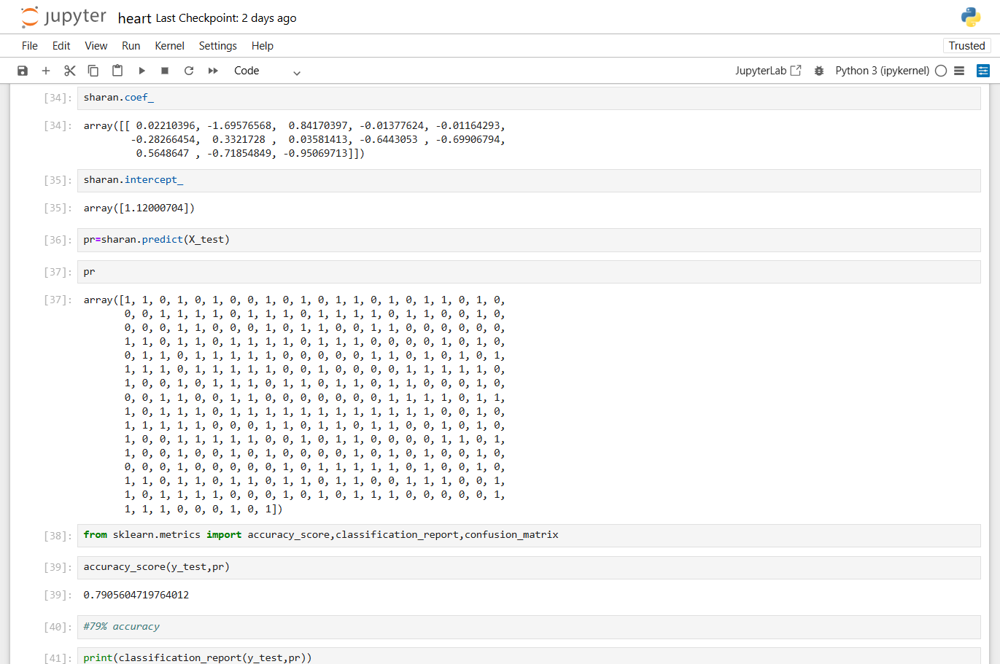 jupyter heart Last Checkpoint: 2 days ago
File Edit View Run Kernel Settings Help Trusted
Code JupyterLab Python 3 (ipykernel)
[34]: sharan.coef_
[34]: array([[ 0.02210396, -1.69576568,  0.84170397, -0.01377624, -0.01164293,
-0.28266454,  0.3321728 ,  0.03581413, -0.6443053 , -0.69906794,
0.5648647 , -0.71854849, -0.95069713]])
[35]: sharan.intercept_
[35]: array([1.12000704])
[36]: pr=sharan.predict(X_test)
[37]: pr
[37]: array([1, 1, 0, 1, 0, 1, 0, 0, 1, 0, 1, 0, 1, 1, 0, 1, 0, 1, 1, 0, 1, 0,
0, 0, 1, 1, 1, 1, 0, 1, 1, 1, 0, 1, 1, 1, 1, 0, 1, 1, 0, 0, 1, 0,
0, 0, 0, 1, 1, 0, 0, 0, 1, 0, 1, 1, 0, 0, 1, 1, 0, 0, 0, 0, 0, 0,
1, 1, 0, 1, 1, 0, 1, 1, 1, 1, 0, 1, 1, 1, 0, 0, 0, 0, 1, 0, 1, 0,
0, 1, 1, 0, 1, 1, 1, 1, 1, 0, 0, 0, 0, 0, 1, 1, 0, 1, 0, 1, 0, 1,
1, 1, 1, 0, 1, 1, 1, 1, 1, 0, 0, 1, 0, 0, 0, 0, 1, 1, 1, 1, 1, 0,
1, 0, 0, 1, 0, 1, 1, 1, 0, 1, 1, 0, 1, 1, 0, 1, 1, 0, 0, 0, 1, 0,
0, 0, 1, 1, 0, 0, 1, 1, 0, 0, 0, 0, 0, 0, 0, 1, 1, 1, 1, 0, 1, 1,
1, 0, 1, 1, 1, 0, 1, 1, 1, 1, 1, 1, 1, 1, 1, 1, 1, 1, 0, 0, 1, 0,
1, 1, 1, 1, 1, 0, 0, 0, 1, 1, 0, 1, 1, 0, 1, 1, 0, 0, 1, 0, 1, 0,
1, 0, 0, 1, 1, 1, 1, 1, 0, 0, 1, 0, 1, 1, 0, 0, 0, 0, 1, 1, 0, 1,
1, 0, 0, 1, 0, 0, 1, 0, 1, 0, 0, 0, 0, 1, 0, 1, 0, 1, 0, 0, 1, 0,
0, 0, 0, 1, 0, 0, 0, 0, 0, 1, 0, 1, 1, 1, 1, 1, 0, 1, 0, 0, 1, 0,
1, 1, 0, 1, 1, 0, 1, 1, 0, 1, 1, 0, 1, 1, 0, 0, 1, 1, 1, 0, 0, 1,
1, 0, 1, 1, 1, 1, 0, 0, 0, 1, 0, 1, 0, 1, 1, 1, 0, 0, 0, 0, 0, 1,
1, 1, 1, 0, 0, 0, 1, 0, 1])
[38]: from sklearn.metrics import accuracy_score,classification_report,confusion_matrix
[39]: accuracy_score(y_test,pr)
[39]: 0.7905604719764012
[40]: #79% accuracy
[41]: print(classification_report(y_test,pr))